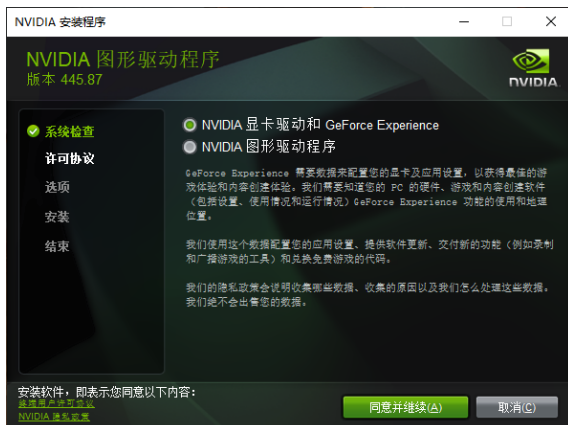 NVIDIA 安装程序
NVIDIA 图形驱动程序
版本 445.87
NVIDIA
系统检查
许可协议
选项
安装
结束
NVIDIA 显卡驱动和 GeForce Experience
NVIDIA 图形驱动程序
GeForce Experience 需要数据来配置您的显卡及应用设置，以获得最佳的游
戏体验和内容创建体验。我们需要知道您的 PC 的硬件、游戏和内容创建软件
（包括设置、使用情况和运行情况）GeForce Experience 功能的使用和地理
位置。
我们使用这个数据配置您的应用设置、提供软件更新、交付新的功能（例如录制
和广播游戏的工具）和兑换免费游戏的代码。
我们的隐私政策会说明收集哪些数据、收集的原因以及我们怎么处理这些数据。
我们绝不会出售您的数据。
安装软件，即表示您同意以下内容：
终端用户许可协议
NVIDIA 隐私政策
同意并继续(A)
取消(C)